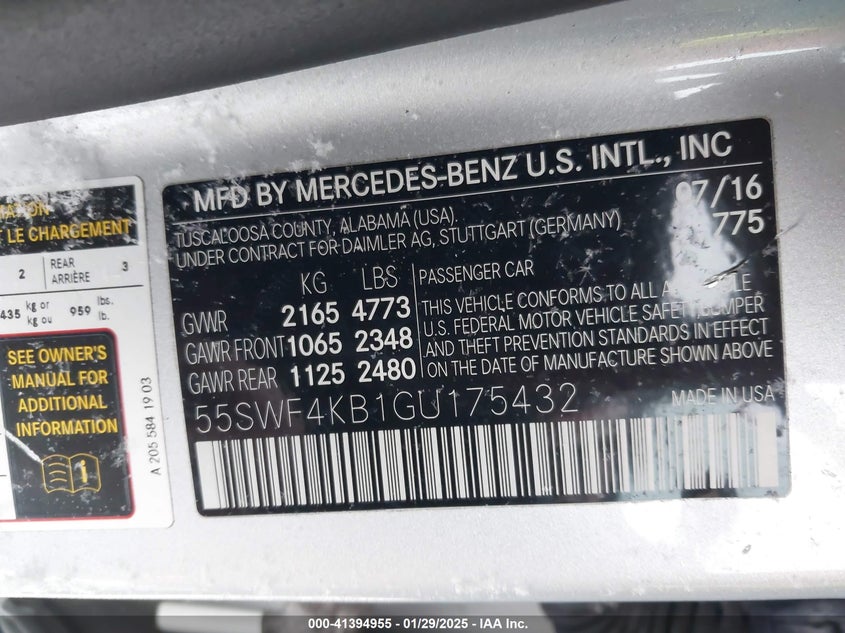 MFD BY MERCEDES-BENZ U.S. INTL., INC
TUSCALOOSA COUNTY, ALABAMA (USA). 07/16
UNDER CONTRACT FOR DAIMLER AG, STUTTGART (GERMANY) 775
KG LBS
GVWR 2165 4773
GAWR FRONT 1065 2348
GAWR REAR 1125 2480
PASSENGER CAR
THIS VEHICLE CONFORMS TO ALL
U.S. FEDERAL MOTOR VEHICLE SAFETY
AND THEFT PREVENTION STANDARDS IN EFFECT
ON THE DATE OF MANUFACTURE SHOWN ABOVE
55SWF4KB1GU175432 MADE IN USA
LE CHARGEMENT
2 REAR 3
ARRIÈRE
435 kg or 959 lbs.
kg ou lb.
SEE OWNER'S
MANUAL FOR
ADDITIONAL
INFORMATION
A 205 584 19 03
000-41394955 - 01/29/2025 - IAA Inc.